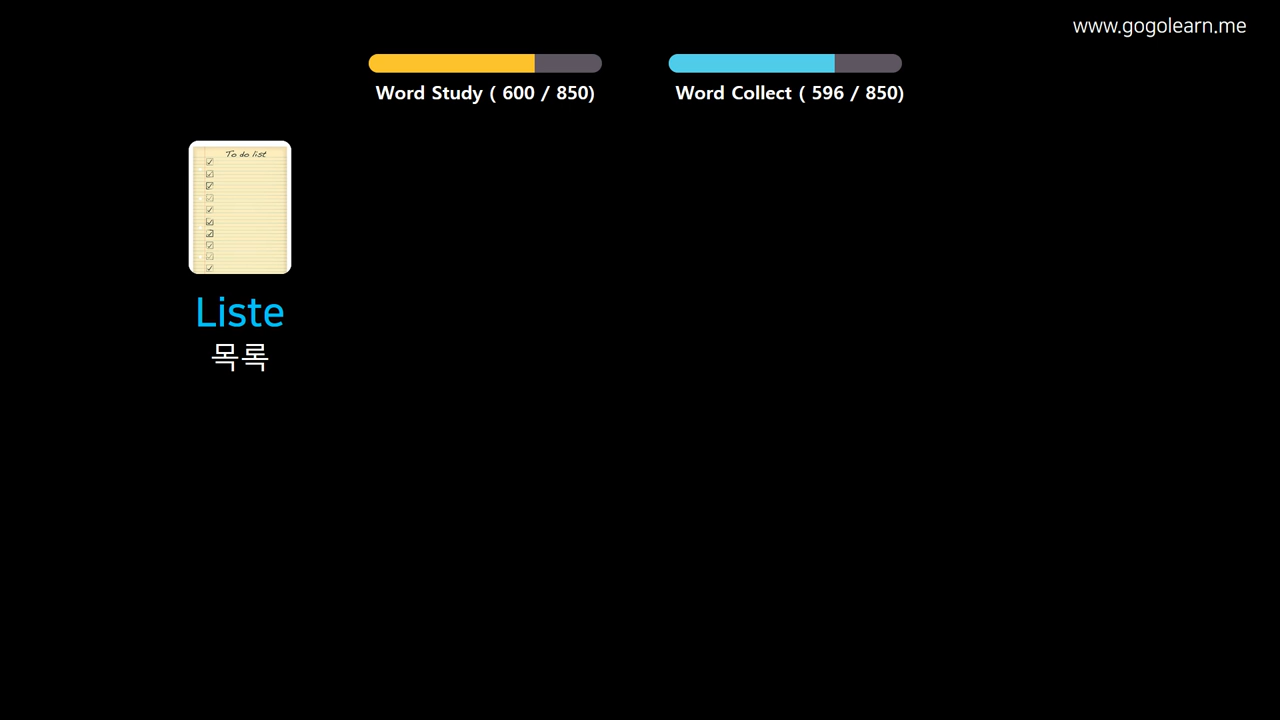 www.gogolearn.me
Word Study ( 600 / 850)
Word Collect ( 596 / 850)
To do list
Liste
목록